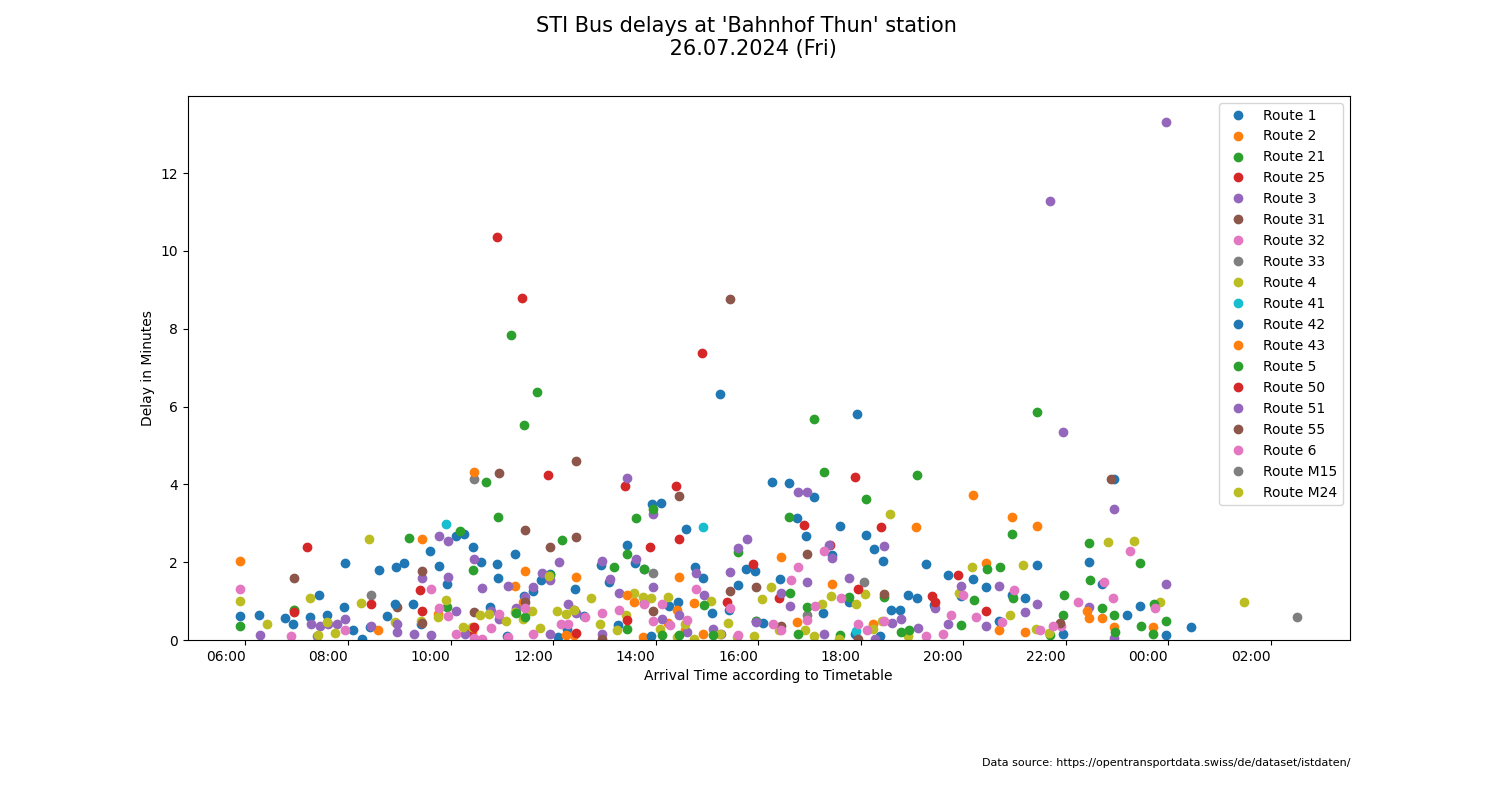 STI Bus delays at 'Bahnhof Thun' station
26.07.2024 (Fri)
Route 1
Route 2
Route 21
Route 25
Route 3
Route 31
Route 32
Route 33
Route 4
Route 41
Route 42
Route 43
Route 5
Route 50
Route 51
Route 55
Route 6
Route M15
Route M24
Delay in Minutes
12
10
8
6
4
2
0
06:00 08:00 10:00 12:00 14:00 16:00 18:00 20:00 22:00 00:00 02:00
Arrival Time according to Timetable
Data source: https://opentransportdata.swiss/de/dataset/istdaten/